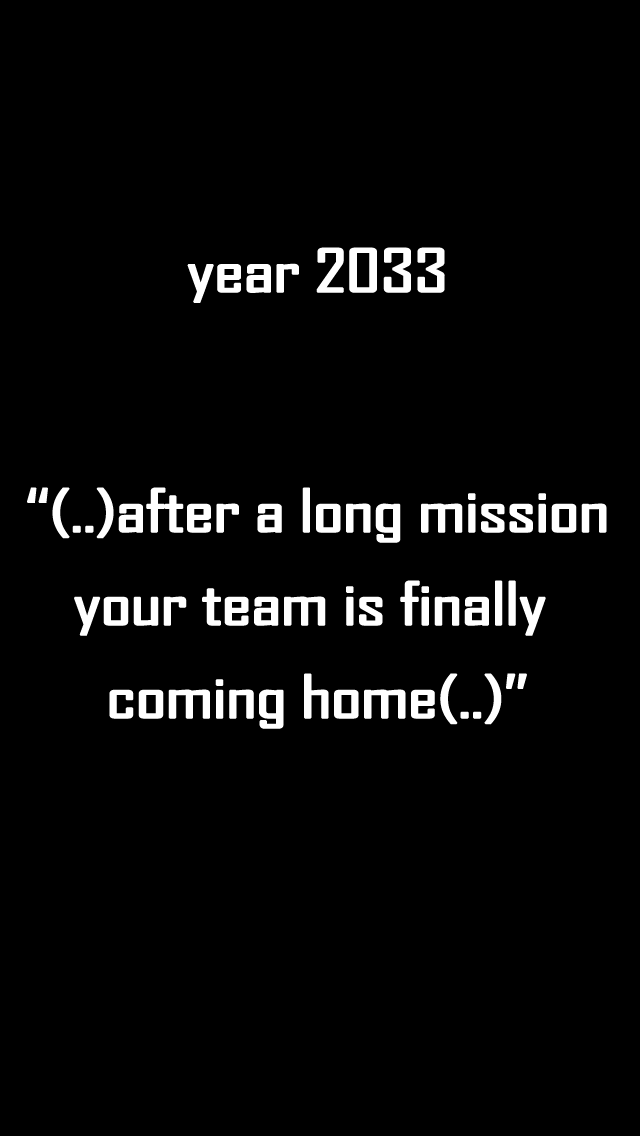 year 2033
“(..)after a long mission
your team is finally
coming home(..)”